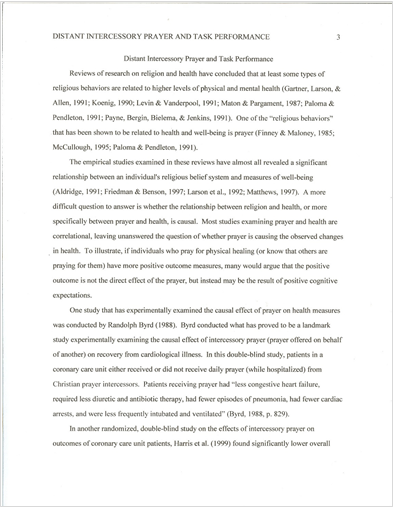 DISTANT INTERCESSORY PRAYER AND TASK PERFORMANCE 3
Distant Intercessory Prayer and Task Performance
Reviews of research on religion and health have concluded that at least some types of
religious behaviors are related to higher levels of physical and mental health (Gartner, Larson, &
Allen, 1991; Koenig, 1990; Levin & Vanderpool, 1991; Maton & Pargament, 1987; Paloma &
Pendleton, 1991; Payne, Bergin, Bielema, & Jenkins, 1991). One of the "religious behaviors"
that has been shown to be related to health and well-being is prayer (Finney & Maloney, 1985;
McCullough, 1995; Paloma & Pendleton, 1991).
The empirical studies examined in these reviews have almost all revealed a significant
relationship between an individual's religious belief system and measures of well-being
(Aldridge, 1991; Friedman & Benson, 1997; Larson et al., 1992; Matthews, 1997). A more
difficult question to answer is whether the relationship between religion and health, or more
specifically between prayer and health, is causal. Most studies examining prayer and health are
correlational, leaving unanswered the question of whether prayer is causing the observed changes
in health. To illustrate, if individuals who pray for physical healing (or know that others are
praying for them) have more positive outcome measures, many would argue that the positive
outcome is not the direct effect of the prayer, but instead may be the result of positive cognitive
expectations.
One study that has experimentally examined the causal effect of prayer on health measures
was conducted by Randolph Byrd (1988). Byrd conducted what has proved to be a landmark
study experimentally examining the causal effect of intercessory prayer (prayer offered on behalf
of another) on recovery from cardiological illness. In this double-blind study, patients in a
coronary care unit either received or did not receive daily prayer (while hospitalized) from
Christian prayer intercessors. Patients receiving prayer had "less congestive heart failure,
required less diuretic and antibiotic therapy, had fewer episodes of pneumonia, had fewer cardiac
arrests, and were less frequently intubated and ventilated" (Byrd, 1988, p. 829).
In another randomized, double-blind study on the effects of intercessory prayer on
outcomes of coronary care unit patients, Harris et al. (1999) found significantly lower overall